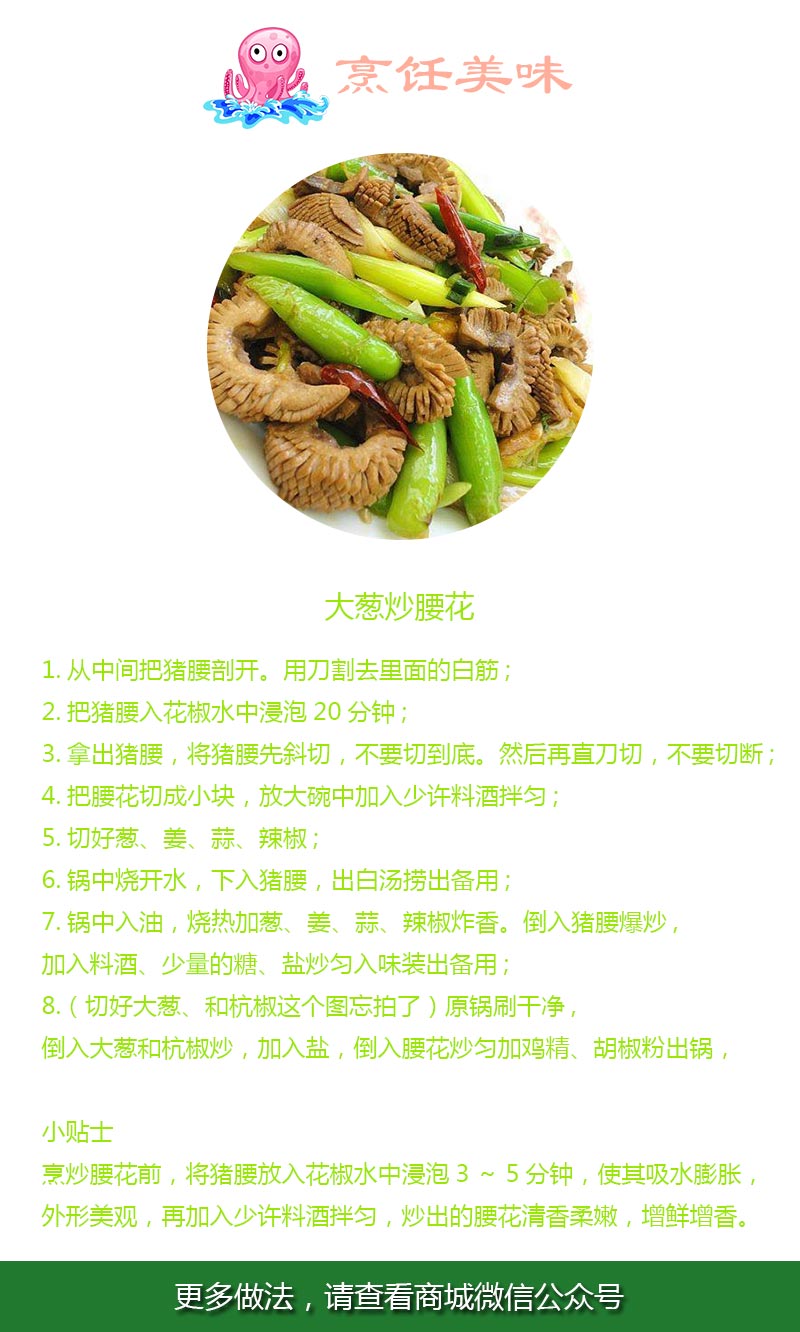 烹饪美味
大葱炒腰花
1. 从中间把猪腰剖开。用刀割去里面的白筋；
2. 把猪腰入花椒水中浸泡 20 分钟；
3. 拿出猪腰，将猪腰先斜切，不要切到底。然后再直刀切，不要切断；
4. 把腰花切成小块，放大碗中加入少许料酒拌匀；
5. 切好葱、姜、蒜、辣椒；
6. 锅中烧开水，下入猪腰，出白汤捞出备用；
7. 锅中入油，烧热加葱、姜、蒜、辣椒炸香。倒入猪腰爆炒，
加入料酒、少量的糖、盐炒匀入味装出备用；
8.（切好大葱、和杭椒这个图忘拍了）原锅刷干净，
倒入大葱和杭椒炒，加入盐，倒入腰花炒匀加鸡精、胡椒粉出锅，
小贴士
烹炒腰花前，将猪腰放入花椒水中浸泡 3 ～ 5 分钟，使其吸水膨胀，
外形美观，再加入少许料酒拌匀，炒出的腰花清香柔嫩，增鲜增香。
更多做法，请查看商城微信公众号